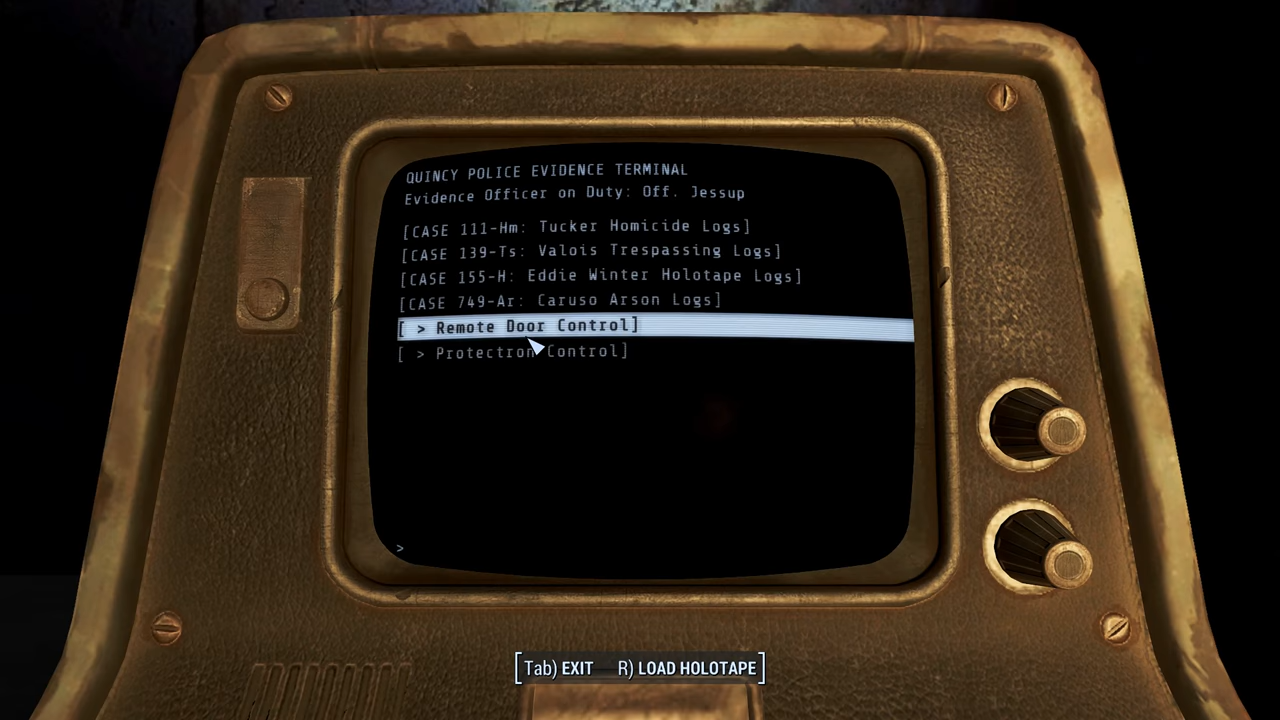 QUINCY POLICE EVIDENCE TERMINAL
Evidence Officer on Duty: Off. Jessup
[CASE 111-Hm: Tucker Homicide Logs]
[CASE 139-Ts: Valois Trespassing Logs]
[CASE 155-H: Eddie Winter Holotape Logs]
[CASE 749-Ar: Caruso Arson Logs]
[ > Remote Door Control]
[ > Protectron Control]
>
[Tab) EXIT R) LOAD HOLOTAPE]